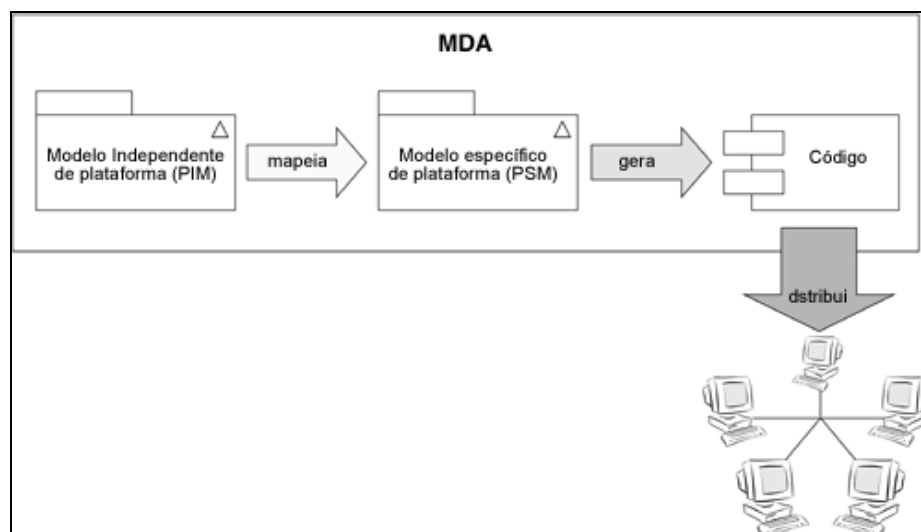 MDA
Modelo Independente
de plataforma (PIM)
mapeia
Modelo específico
de plataforma (PSM)
gera
Código
dstribui